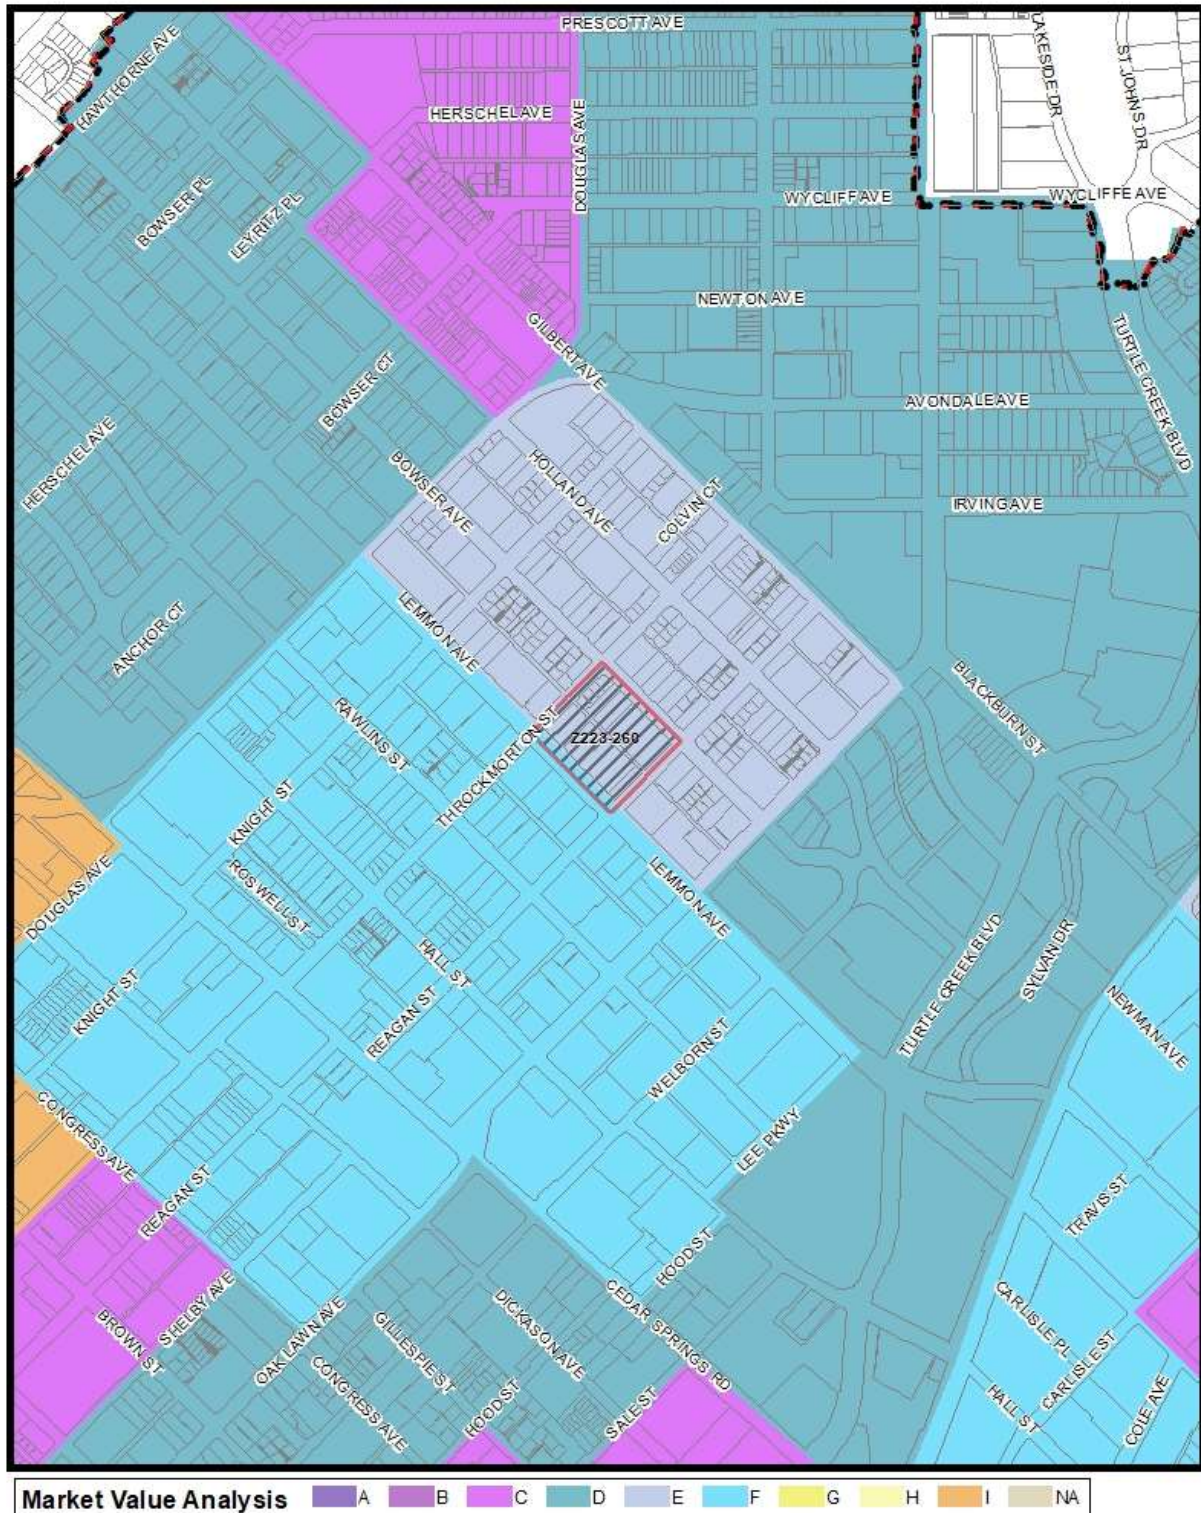 PRESCOTT AVE
HAWTHORNE AVE
LAKESIDE DR
ST JOHNS DR
HERSCHEL AVE
DOUGLAS AVE
BOWSER PL
LEYRITZ PL
WYCLIFF AVE
WYCLIFFE AVE
NEWTON AVE
GILBERT AVE
TURTLE CREEK BLVD
BOWSER CT
AVONDALE AVE
HERSCHEL AVE
BOWSER AVE
HOLLAND AVE
COLVIN CT
IRVING AVE
ANCHOR CT
LEMMON AVE
RAWLINS ST
THROCKMORTON ST
Z223-260
BLACKBURN ST
KNIGHT ST
DOUGLAS AVE
ROSWELL ST
LEMMON AVE
HALL ST
TURTLE CREEK BLVD
SYLVAN DR
KNIGHT ST
REAGAN ST
NEWMAN AVE
WELBORN ST
CONGRESS AVE
LEE PKWY
REAGAN ST
TRAVIS ST
HOOD ST
SHELBY AVE
BROWN ST
OAK LAWN AVE
GILLESPIE ST
DICKASON AVE
CEDAR SPRINGS RD
CARLISLE PL
CARLISLE ST
CONGRESS AVE
HOOD ST
SALE ST
HALL ST
COLE AVE
Market Value Analysis A B C D E F G H I NA